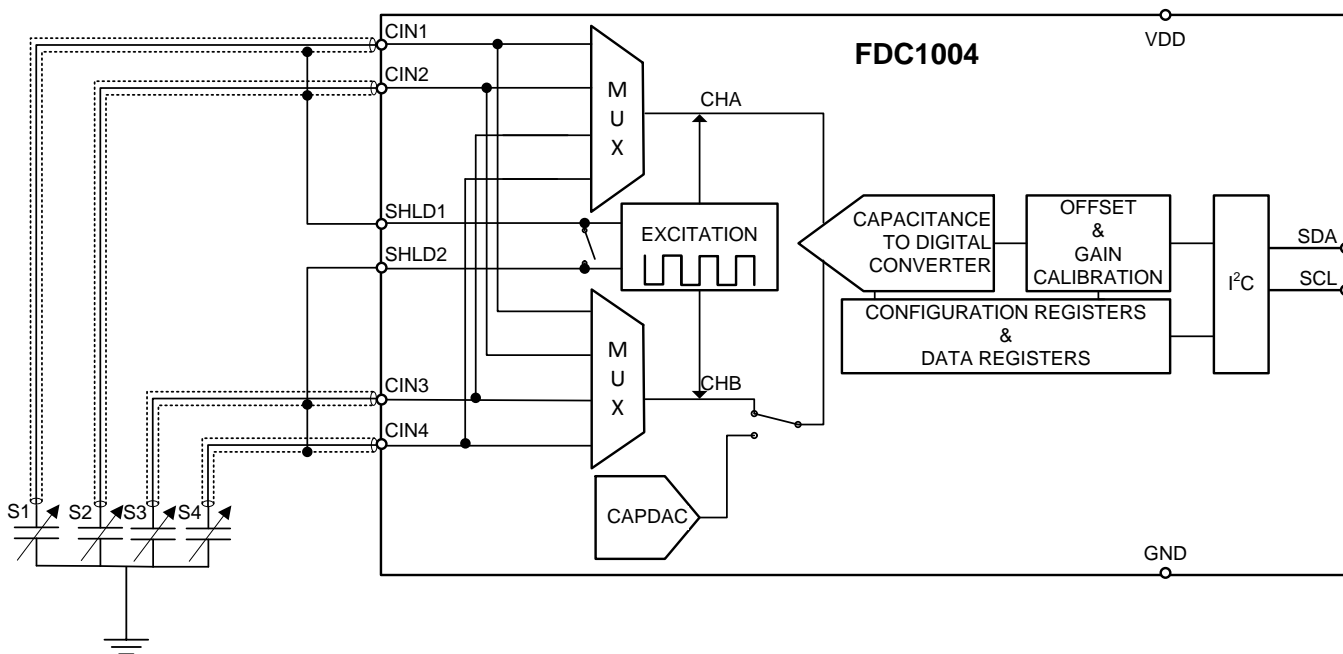 CIN1
VDD
FDC1004
CIN2
M
U
X
CHA
SHLD1
EXCITATION
CAPACITANCE
TO DIGITAL
CONVERTER
OFFSET
&
GAIN
CALIBRATION
SDA
SHLD2
I²C
SCL
CONFIGURATION REGISTERS
&
DATA REGISTERS
M
U
X
CIN3
CHB
CIN4
CAPDAC
S1
S2
S3
S4
GND